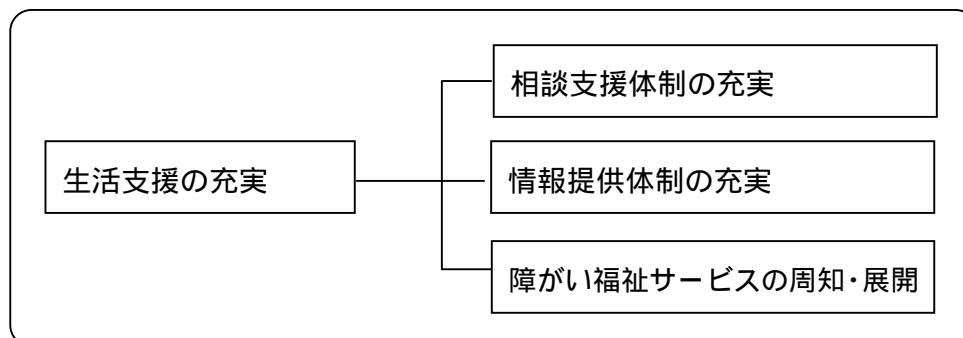 相談支援体制の充実
生活支援の充実
情報提供体制の充実
障がい福祉サービスの周知・展開